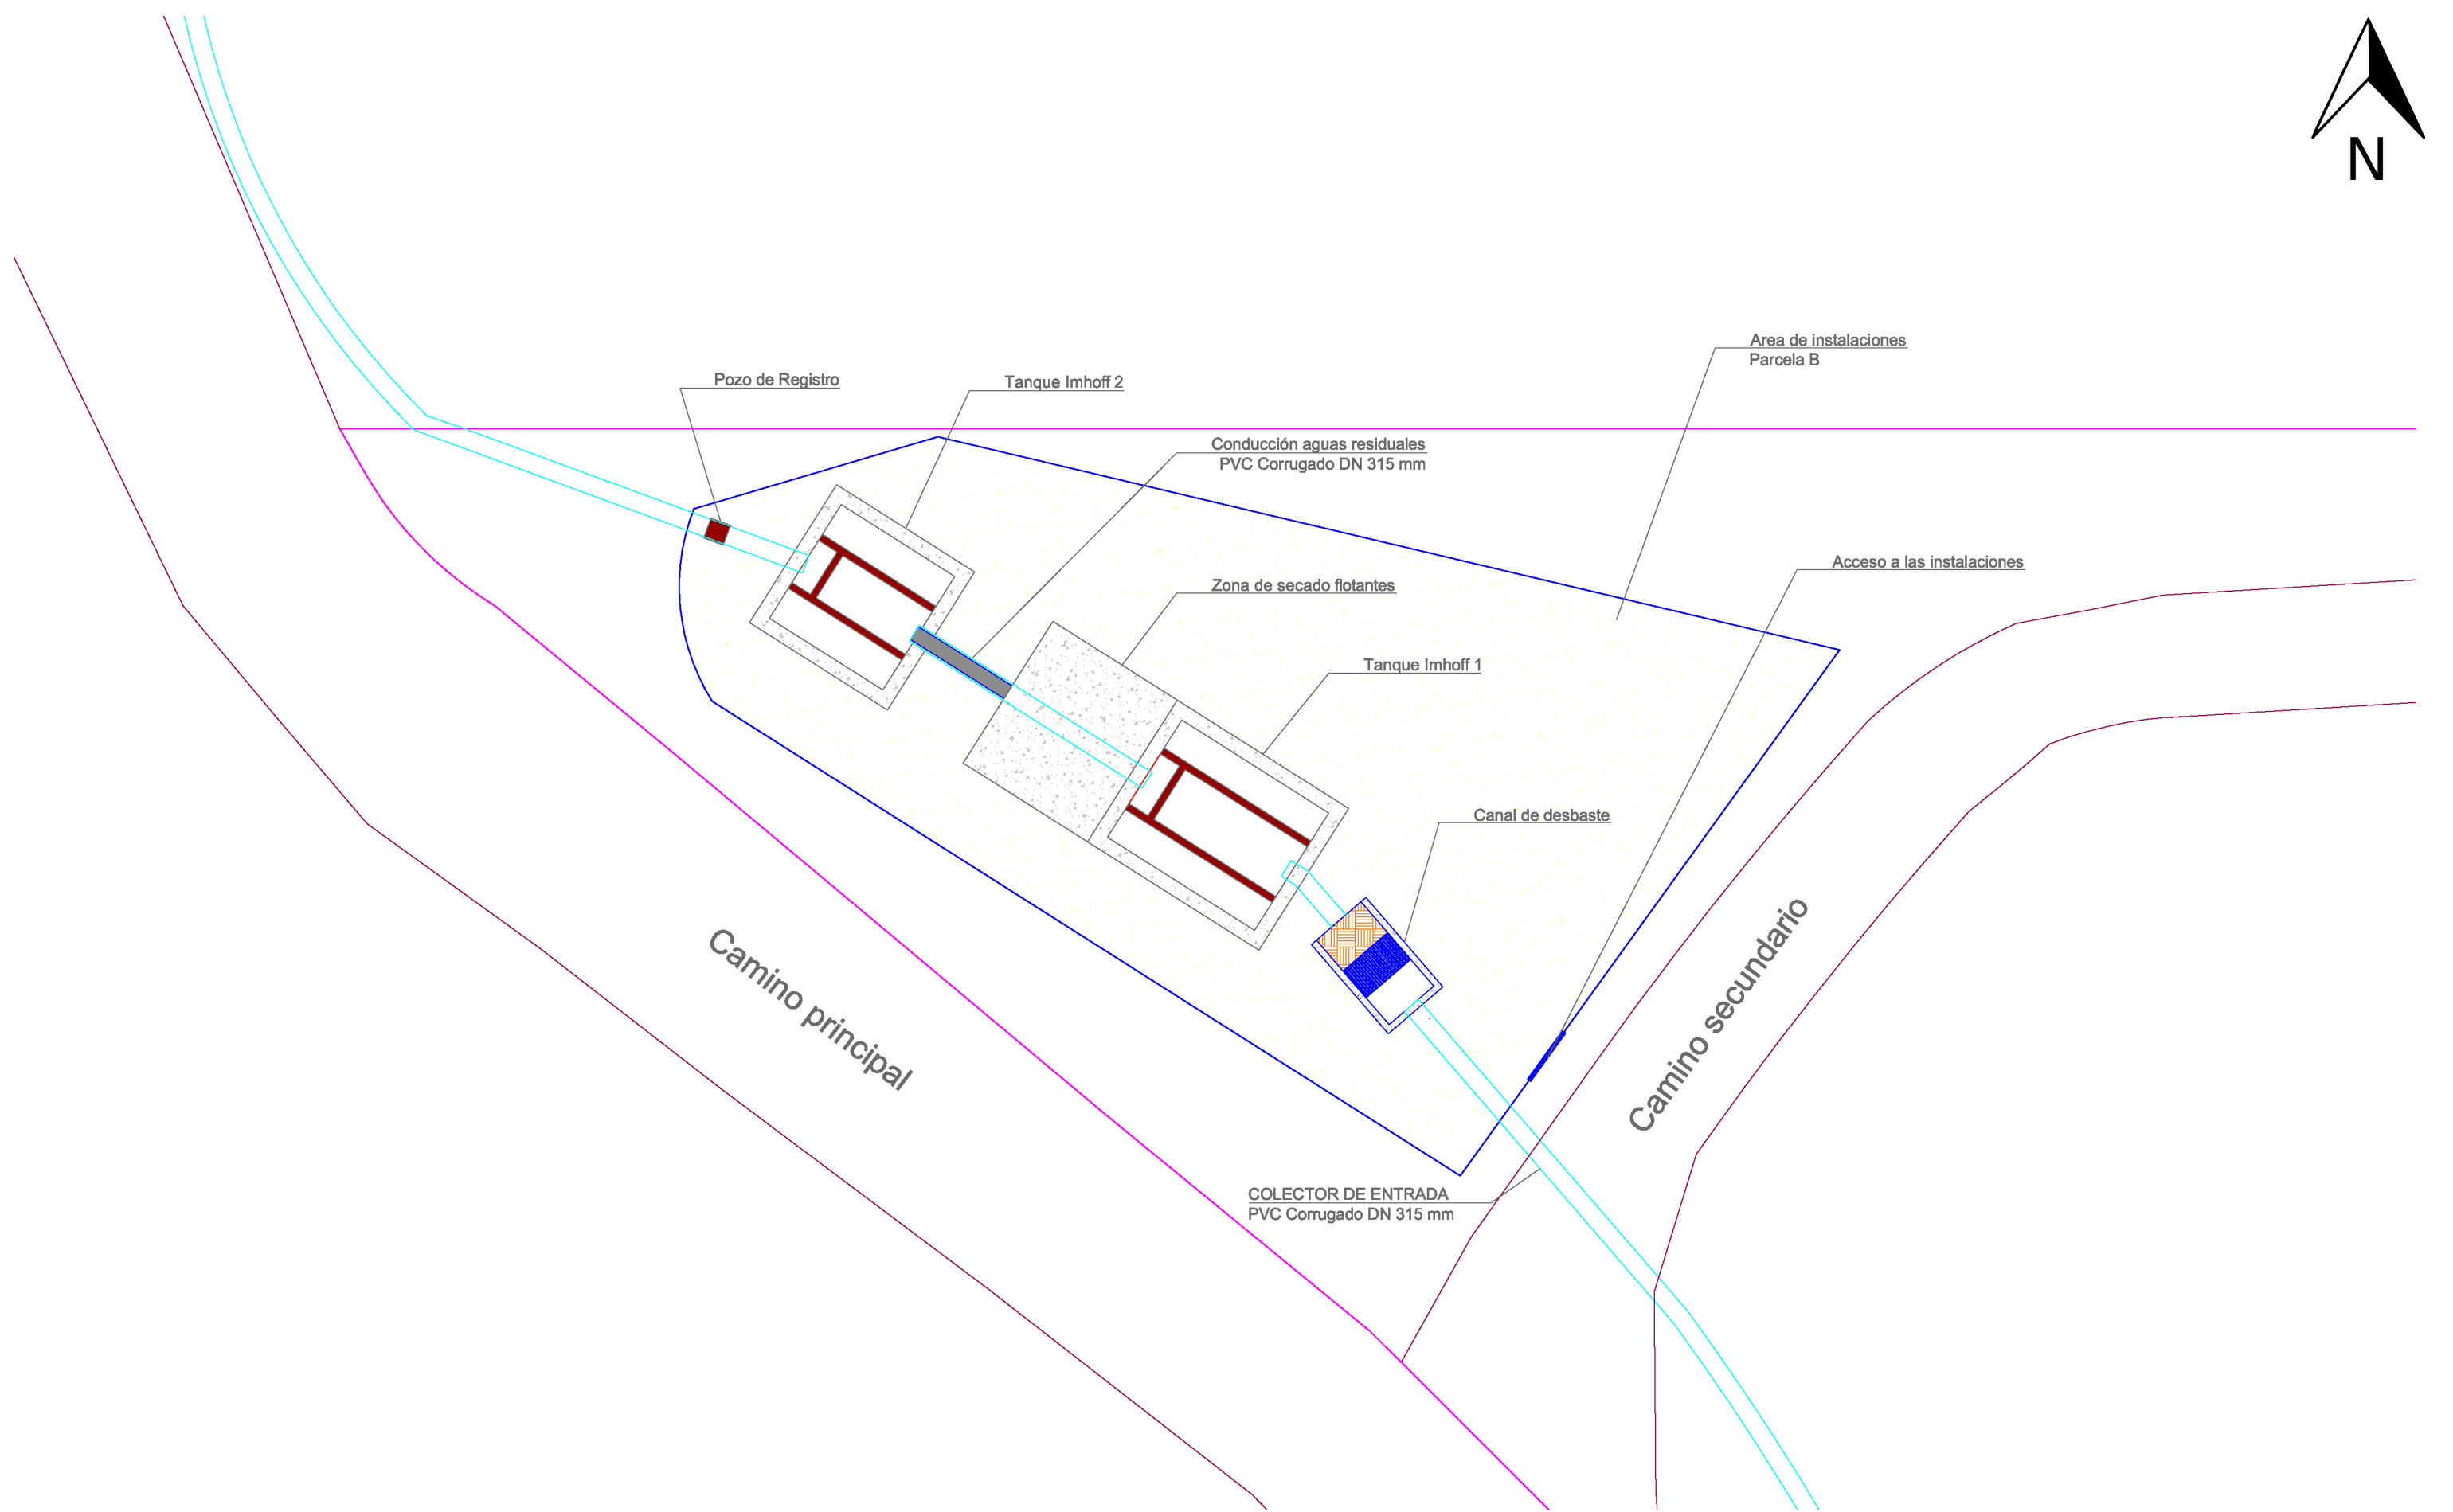 N
Area de instalaciones
Parcela B
Pozo de Registro
Tanque Imhoff 2
Conducción aguas residuales
PVC Corrugado DN 315 mm
Acceso a las instalaciones
Zona de secado flotantes
Tanque Imhoff 1
Canal de desbaste
Camino principal
Camino secundario
COLECTOR DE ENTRADA
PVC Corrugado DN 315 mm